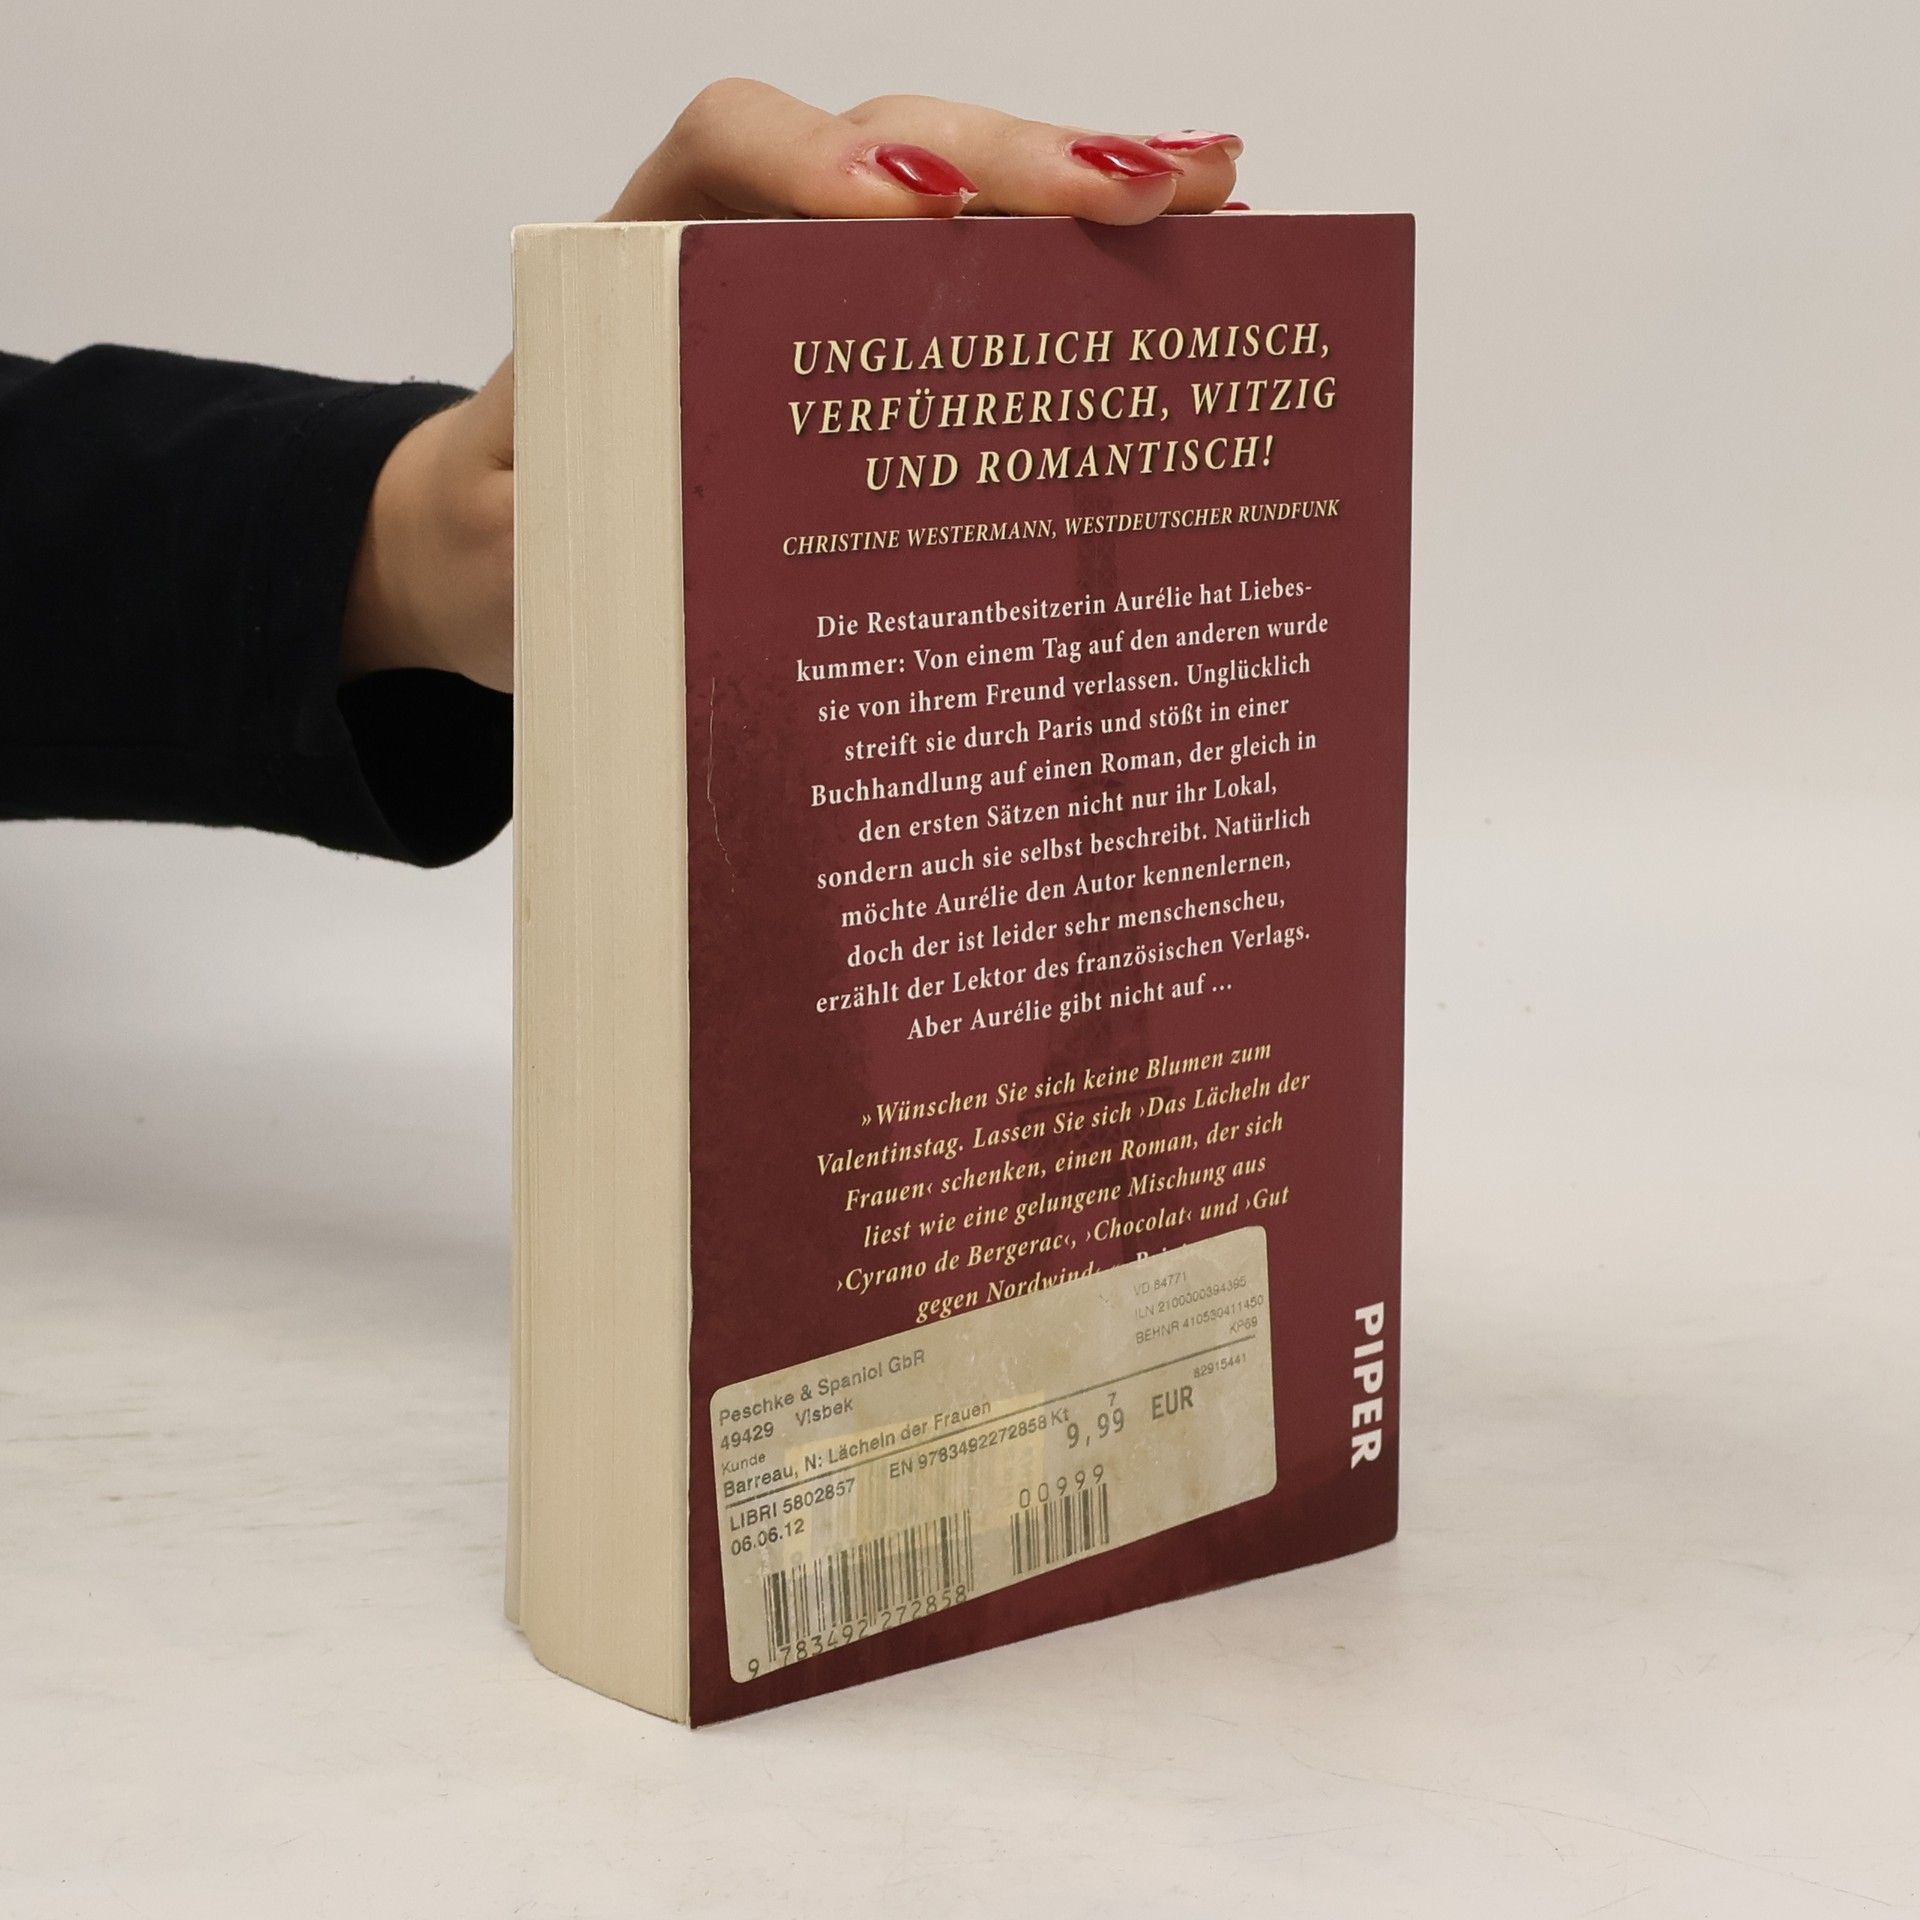 UNGLAUBLICH KOMISCH,
VERFÜHRERISCH, WITZIG
UND ROMANTISCH!
CHRISTINE WESTERMANN, WESTDEUTSCHER RUNDFUNK
Die Restaurantbesitzerin Aurélie hat Liebes-
kummer: Von einem Tag auf den anderen wurde
sie von ihrem Freund verlassen. Unglücklich
streift sie durch Paris und stößt in einer
Buchhandlung auf einen Roman, der gleich in
den ersten Sätzen nicht nur ihr Lokal,
sondern auch sie selbst beschreibt. Natürlich
möchte Aurélie den Autor kennenlernen,
doch der ist leider sehr menschenscheu,
erzählt der Lektor des französischen Verlags.
Aber Aurélie gibt nicht auf ...
»Wünschen Sie sich keine Blumen zum
Valentinstag. Lassen Sie sich ›Das Lächeln der
Frauen‹ schenken, einen Roman, der sich
liest wie eine gelungene Mischung aus
›Cyrano de Bergerac‹, ›Chocolat‹ und ›Gut
gegen Nordwind‹
VD 84771
ILN 2100000394395
BEHNR 410530411450
KP69
Peschke & Spaniol GbR
49429 Visbek
82915441
Kunde
7
Barreau, N: Lächeln der Frauen
9,99 EUR
EN 9783492272858 Kt
LIBRI 5802857
06.06.12
00999
9 783492 272858
PIPER